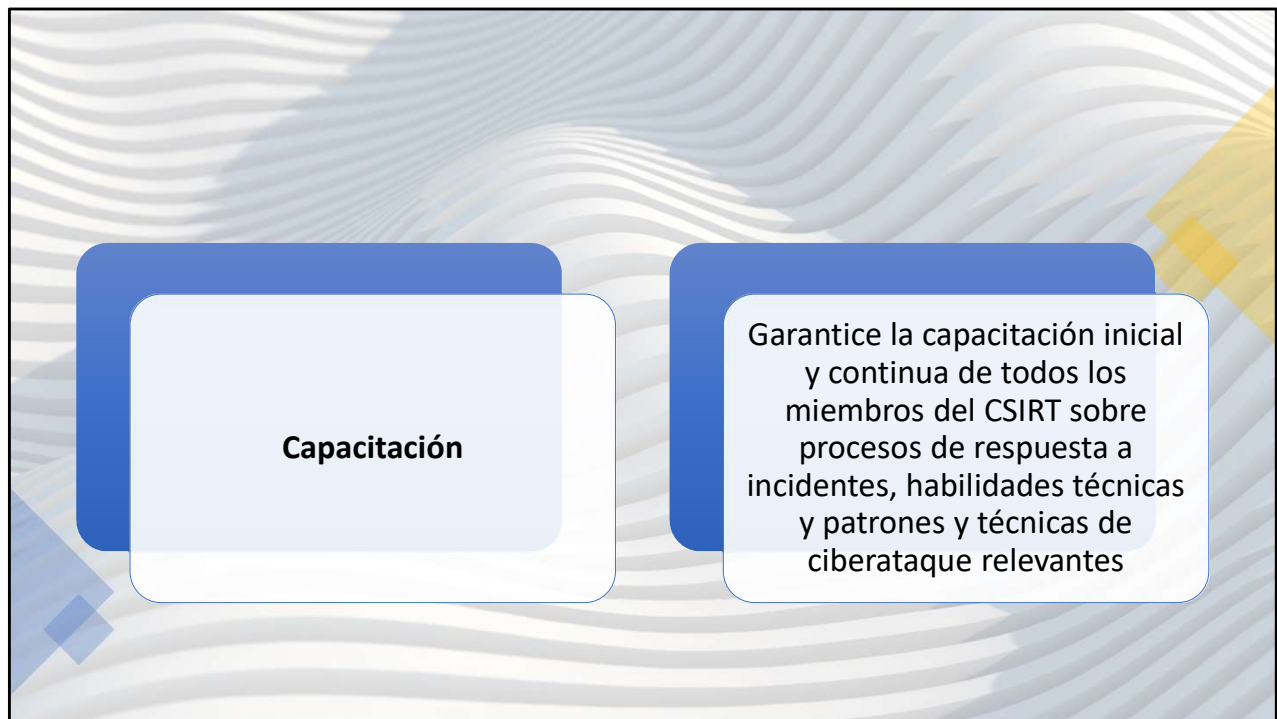 Capacitación
Garantice la capacitación inicial
y continua de todos los
miembros del CSIRT sobre
procesos de respuesta a
incidentes, habilidades técnicas
y patrones y técnicas de
ciberataque relevantes